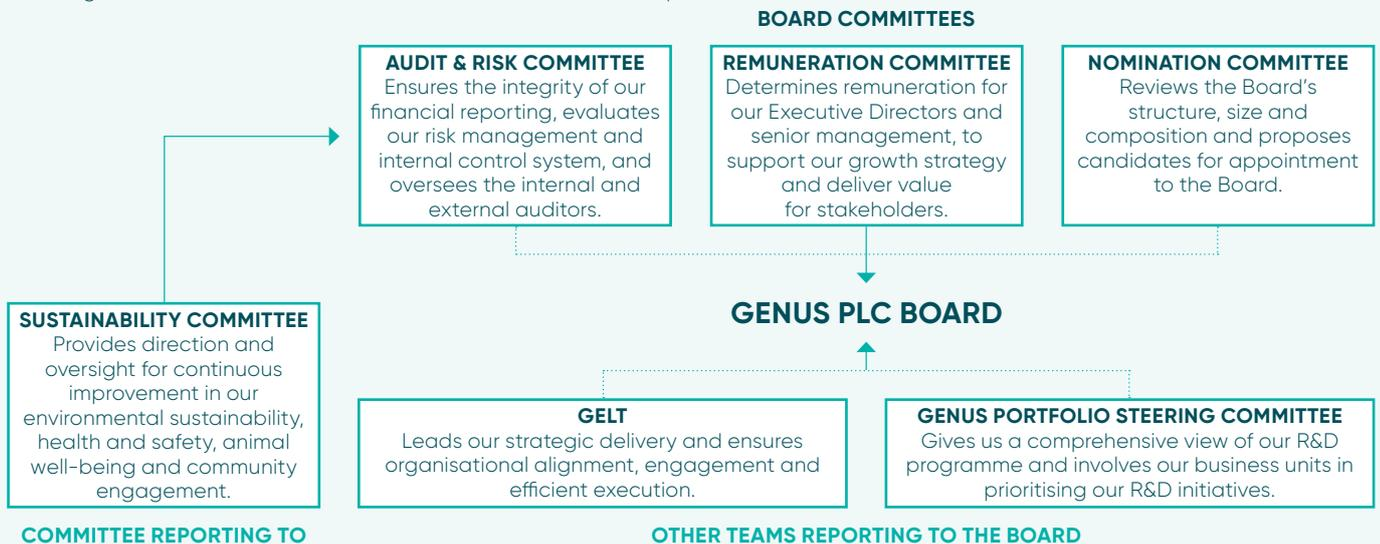 BOARD COMMITTEES
AUDIT & RISK COMMITTEE
Ensures the integrity of our
financial reporting, evaluates
our risk management and
internal control system, and
oversees the internal and
external auditors.
REMUNERATION COMMITTEE
Determines remuneration for
our Executive Directors and
senior management, to
support our growth strategy
and deliver value
for stakeholders.
NOMINATION COMMITTEE
Reviews the Board’s
structure, size and
composition and proposes
candidates for appointment
to the Board.
SUSTAINABILITY COMMITTEE
Provides direction and
oversight for continuous
improvement in our
environmental sustainability,
health and safety, animal
well-being and community
engagement.
GENUS PLC BOARD
GELT
Leads our strategic delivery and ensures
organisational alignment, engagement and
efficient execution.
GENUS PORTFOLIO STEERING COMMITTEE
Gives us a comprehensive view of our R&D
programme and involves our business units in
prioritising our R&D initiatives.
COMMITTEE REPORTING TO
OTHER TEAMS REPORTING TO THE BOARD